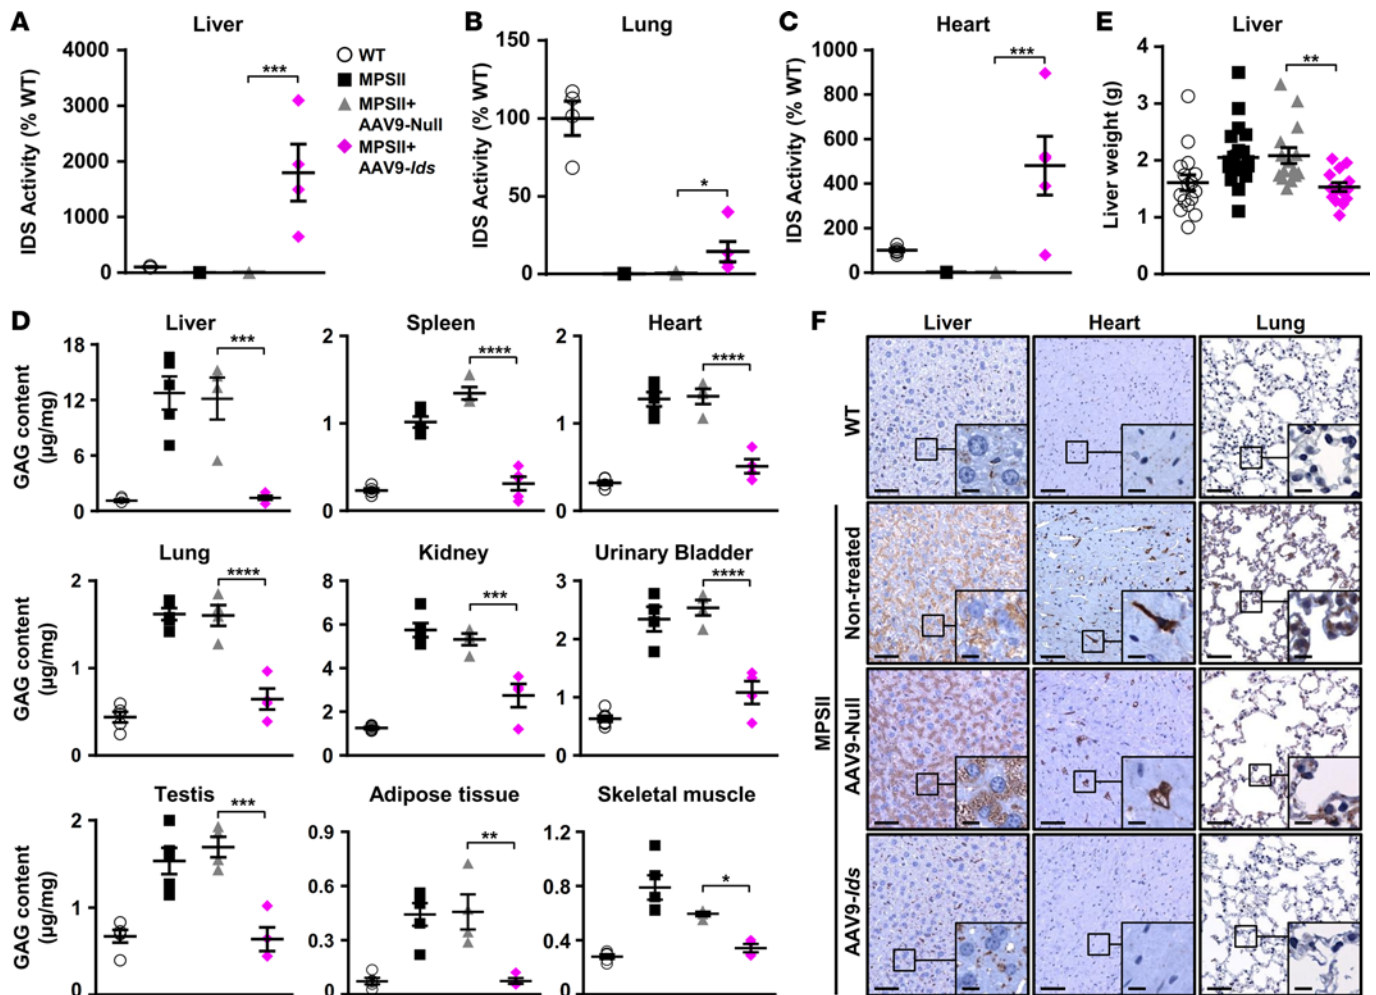 A
Liver
IDS Activity (% WT)
4000
3000
2000
1000
0
***
WT
MPSII
MPSII+
AAV9-Null
MPSII+
AAV9-Ids
B
Lung
IDS Activity (% WT)
150
100
50
0
*
C
Heart
IDS Activity (% WT)
1000
800
600
400
200
0
***
E
Liver
Liver weight (g)
4
3
2
1
0
**
D
Liver
GAG content
(µg/mg)
18
12
6
0
***
Spleen
2
1
0
****
Heart
2
1
0
****
Lung
GAG content
(µg/mg)
2
1
0
****
Kidney
8
6
4
2
0
***
Urinary Bladder
3
2
1
0
****
Testis
GAG content
(µg/mg)
2
1
0
***
Adipose tissue
0.9
0.6
0.3
0
**
Skeletal muscle
1.2
0.8
0.4
0
*
F
Liver Heart Lung
WT
MPSII
Non-treated
AAV9-Null
AAV9-Ids